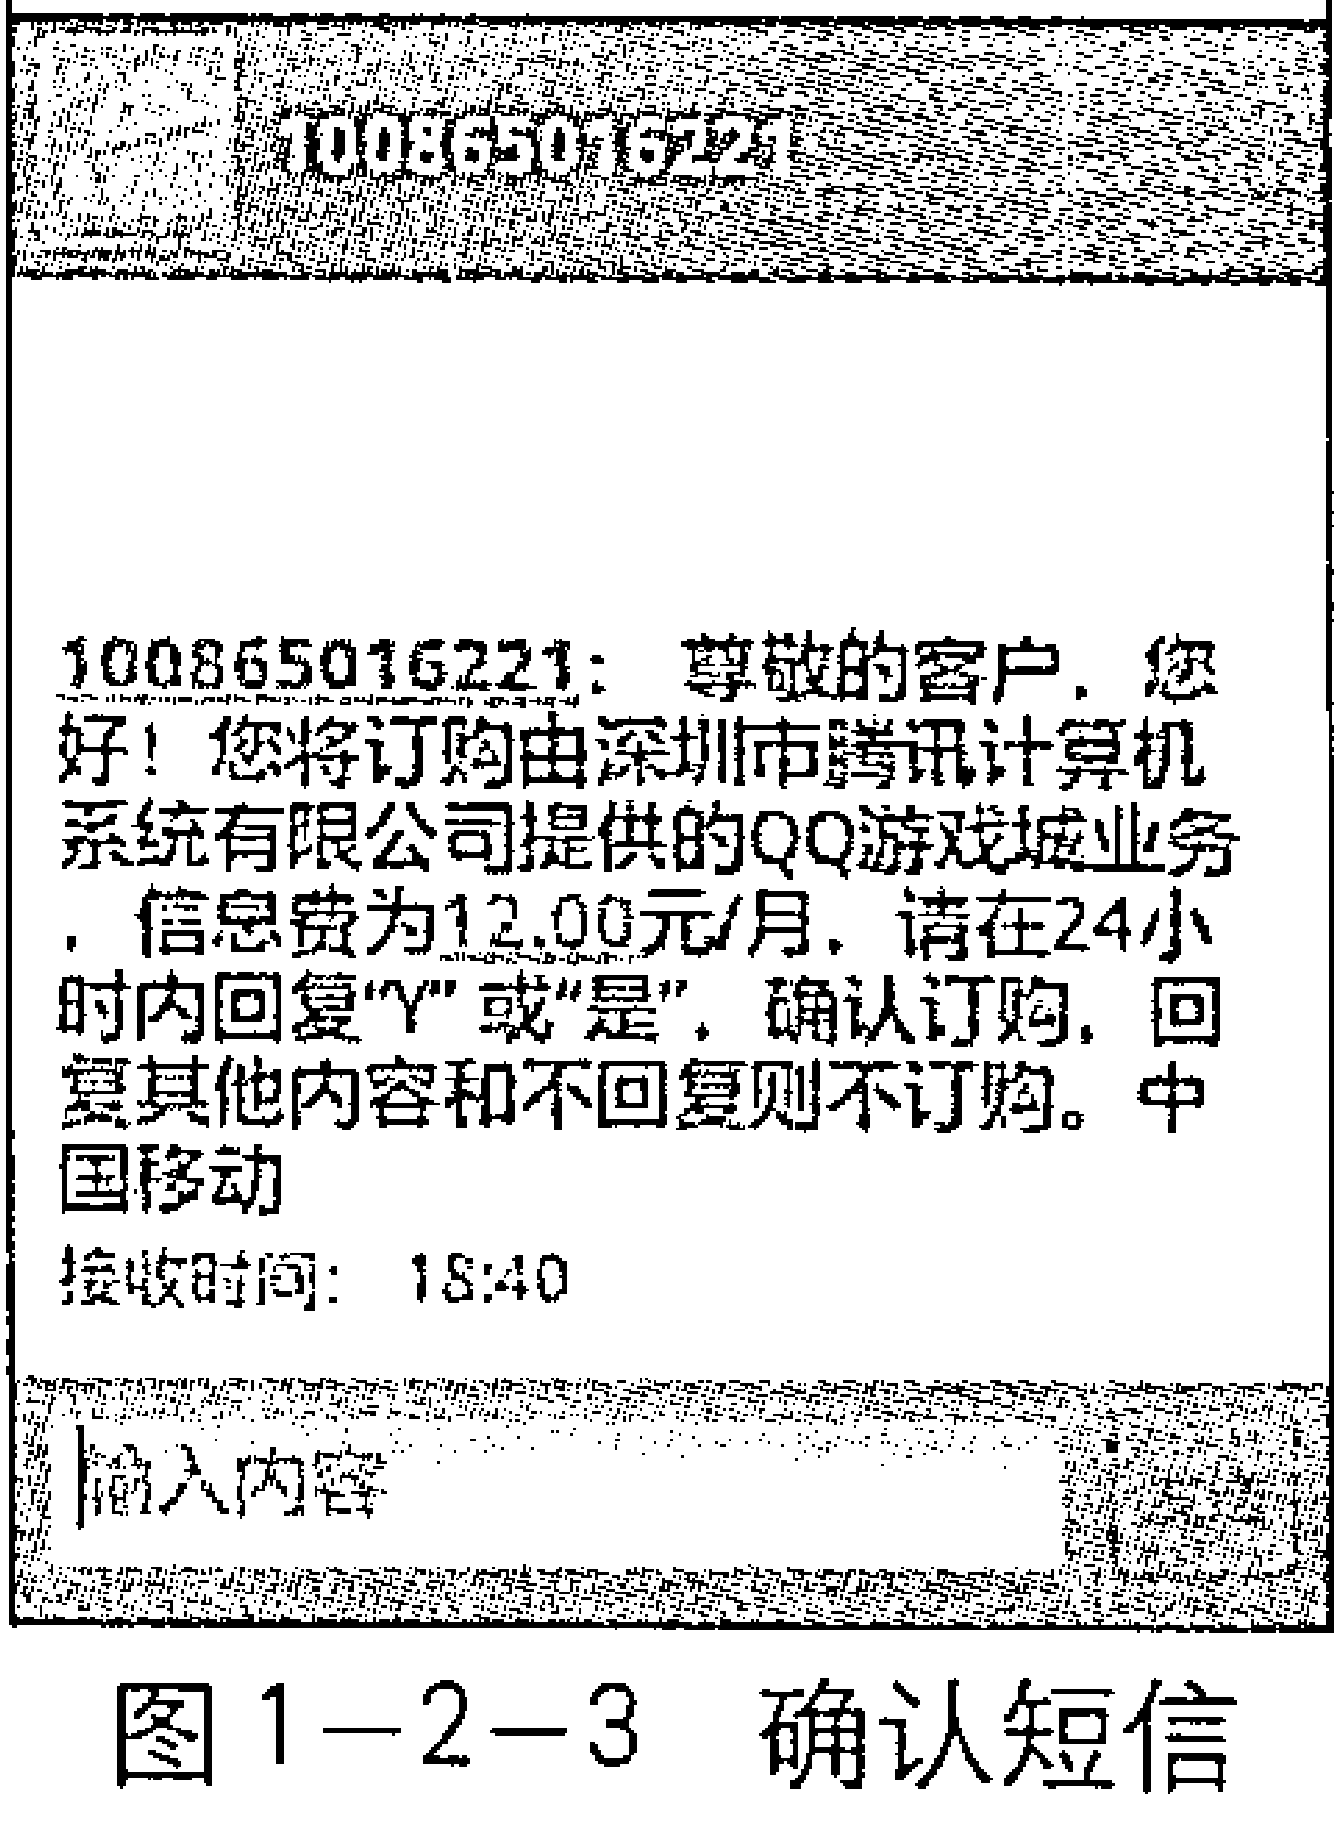 100865016221
100865016221: 尊敬的客户，您
好！您将订购由深圳市腾讯计算机
系统有限公司提供的QQ游戏城业务
，信息费为12.00元/月，请在24小
时内回复“Y”或“是”，确认订购，回
复其他内容和不回复则不订购。中
国移动
接收时间: 18:40
输入内容
图1-2-3 确认短信